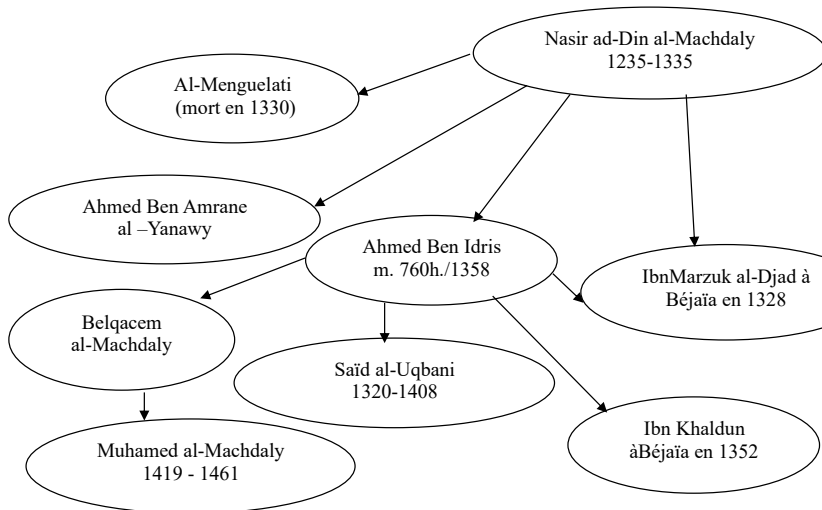 Nasir ad-Din al-Machdaly
1235-1335
Al-Menguelati
(mort en 1330)
Ahmed Ben Amrane
al –Yanawy
Ahmed Ben Idris
m. 760h./1358
IbnMarzuk al-Djad à
Béjaïa en 1328
Belqacem
al-Machdaly
Saïd al-Uqbani
1320-1408
Ibn Khaldun
àBéjaïa en 1352
Muhamed al-Machdaly
1419 - 1461